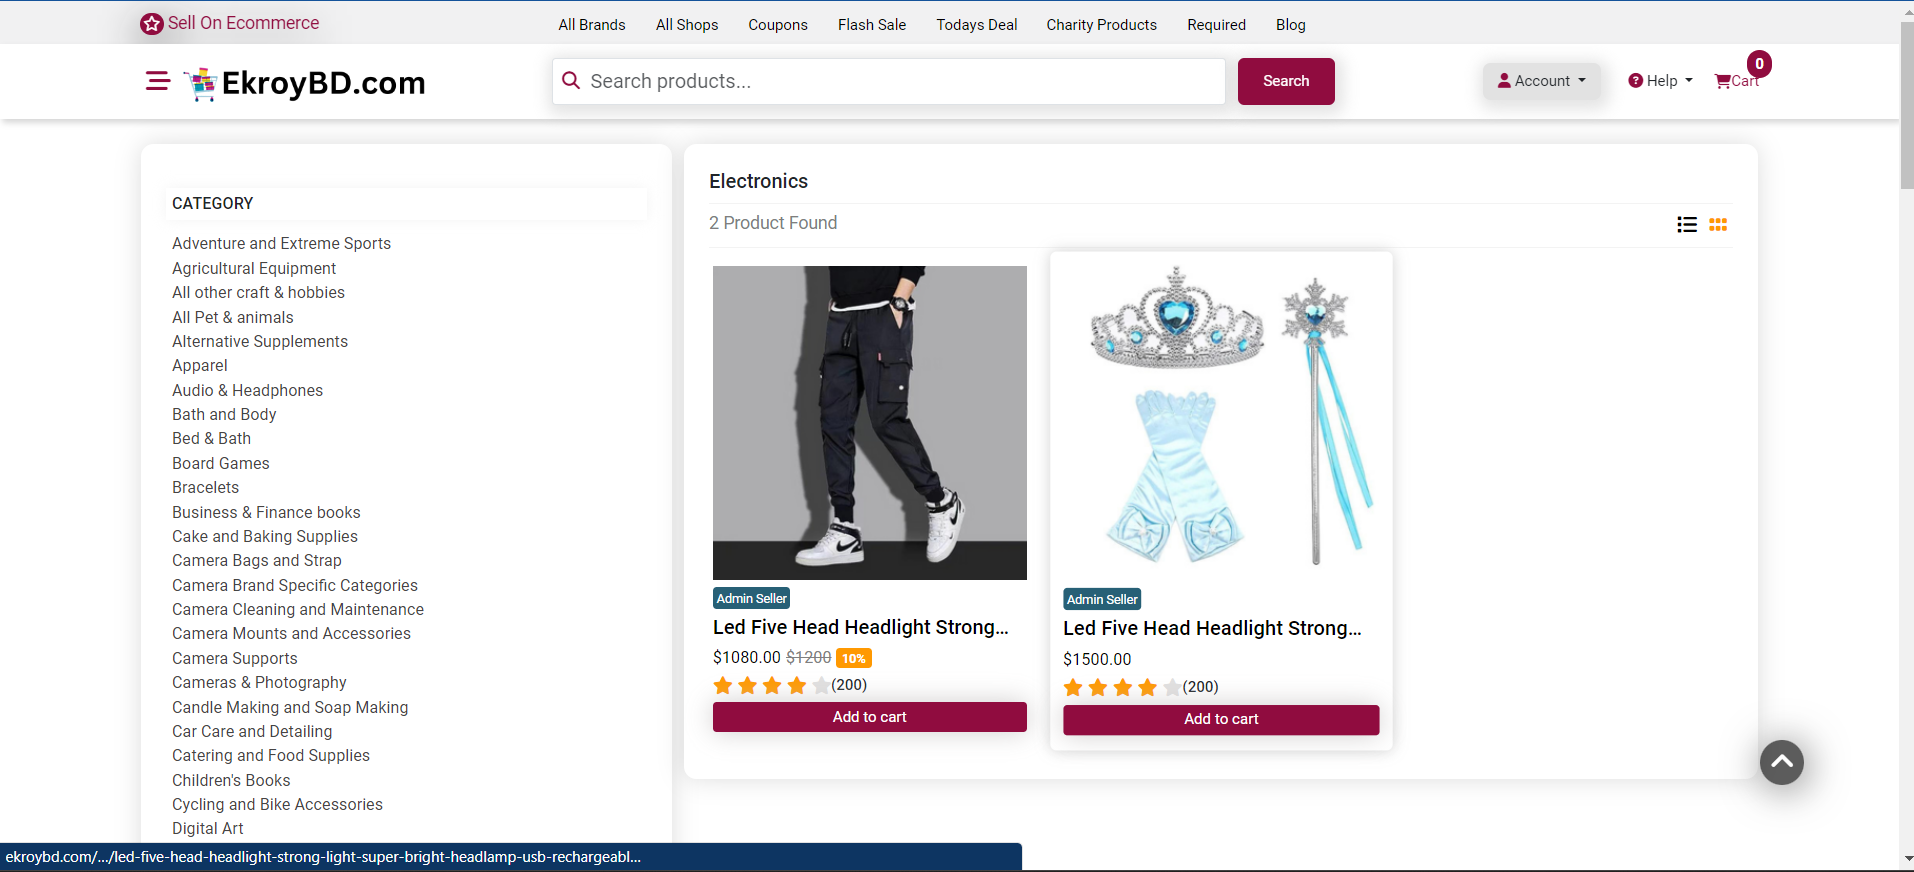 Sell On Ecommerce
All Brands All Shops Coupons Flash Sale Todays Deal Charity Products Required Blog
EkroyBD.com
Search products...
Search
Account
Help
Cart
0
CATEGORY
Adventure and Extreme Sports
Agricultural Equipment
All other craft & hobbies
All Pet & animals
Alternative Supplements
Apparel
Audio & Headphones
Bath and Body
Bed & Bath
Board Games
Bracelets
Business & Finance books
Cake and Baking Supplies
Camera Bags and Strap
Camera Brand Specific Categories
Camera Cleaning and Maintenance
Camera Mounts and Accessories
Camera Supports
Cameras & Photography
Candle Making and Soap Making
Car Care and Detailing
Catering and Food Supplies
Children's Books
Cycling and Bike Accessories
Digital Art
Electronics
2 Product Found
Admin Seller
Led Five Head Headlight Strong...
$1080.00 $1200 10%
(200)
Add to cart
Admin Seller
Led Five Head Headlight Strong...
$1500.00
(200)
Add to cart
ekroybd.com/.../led-five-head-headlight-strong-light-super-bright-headlamp-usb-rechargeabl...